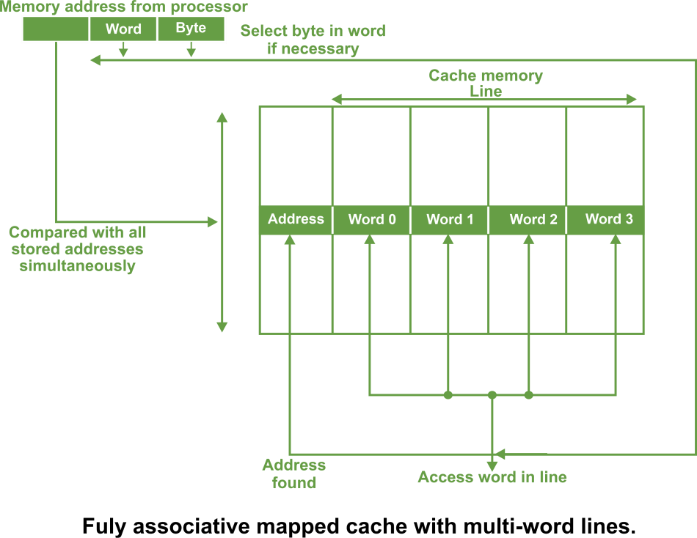 Memory address from processor
Word
Byte
Select byte in word
if necessary
Cache memory
Line
Address
Word 0
Word 1
Word 2
Word 3
Compared with all
stored addresses
simultaneously
Address
found
Access word in line
Fuly associative mapped cache with multi-word lines.